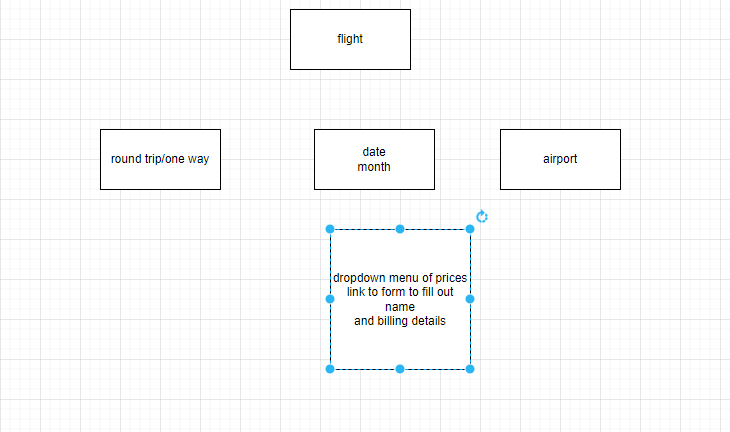 flight
round trip/one way
date
month
airport
dropdown menu of prices
link to form to fill out
name
and billing details